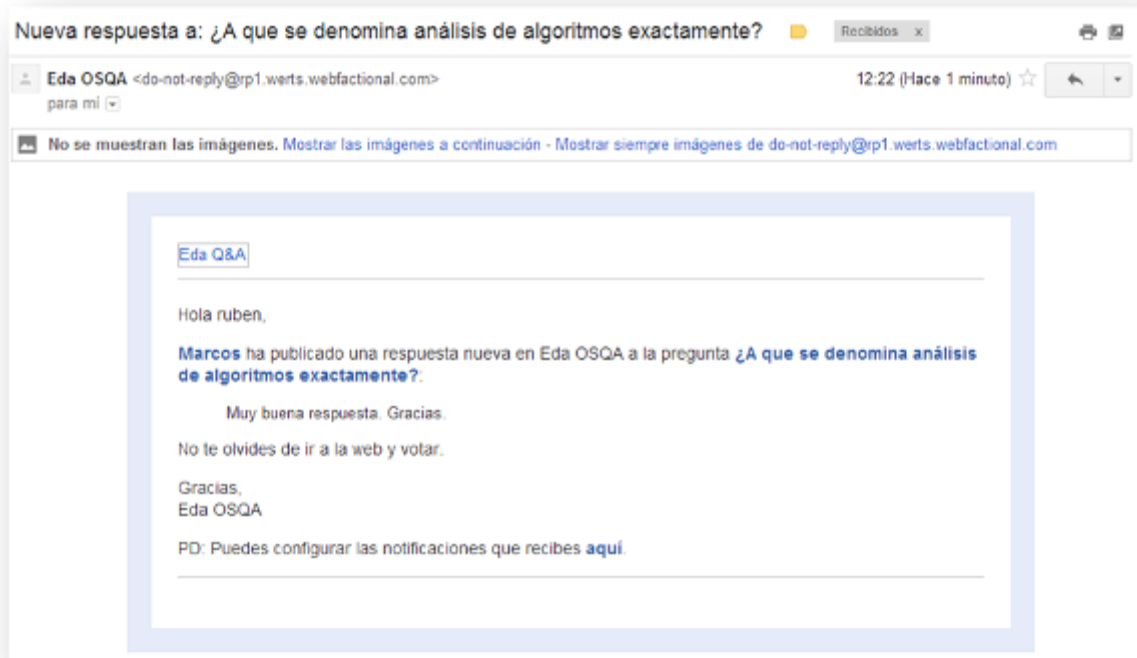 Nueva respuesta a: ¿A que se denomina análisis de algoritmos exactamente? Recibidos x
Eda OSQA <do-not-reply@rp1.werts.webfactional.com> 12:22 (Hace 1 minuto)
para mí
No se muestran las imágenes. Mostrar las imágenes a continuación - Mostrar siempre imágenes de do-not-reply@rp1.werts.webfactional.com
Eda Q&A
Hola ruben,
Marcos ha publicado una respuesta nueva en Eda OSQA a la pregunta ¿A que se denomina análisis
de algoritmos exactamente?:
Muy buena respuesta. Gracias.
No te olvides de ir a la web y votar.
Gracias,
Eda OSQA
PD: Puedes configurar las notificaciones que recibes aquí.